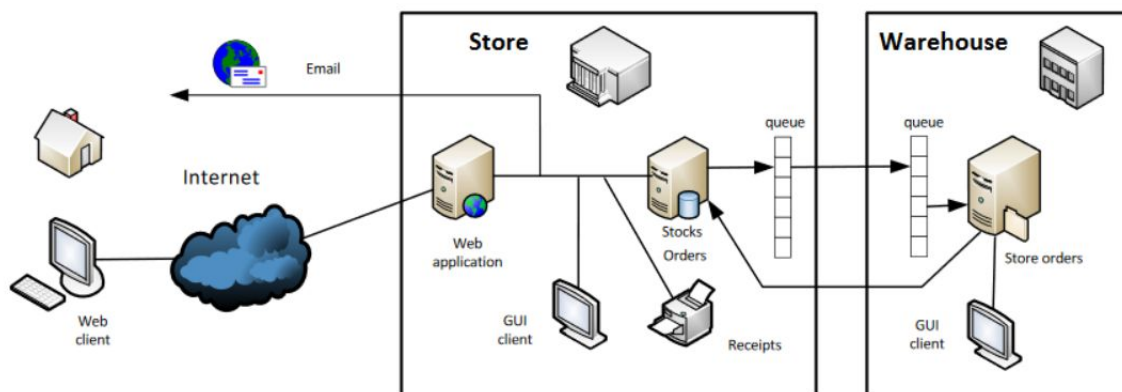 Store
Warehouse
Email
queue
queue
Internet
Web
application
Stocks
Orders
Store orders
Web
client
GUI
client
Receipts
GUI
client